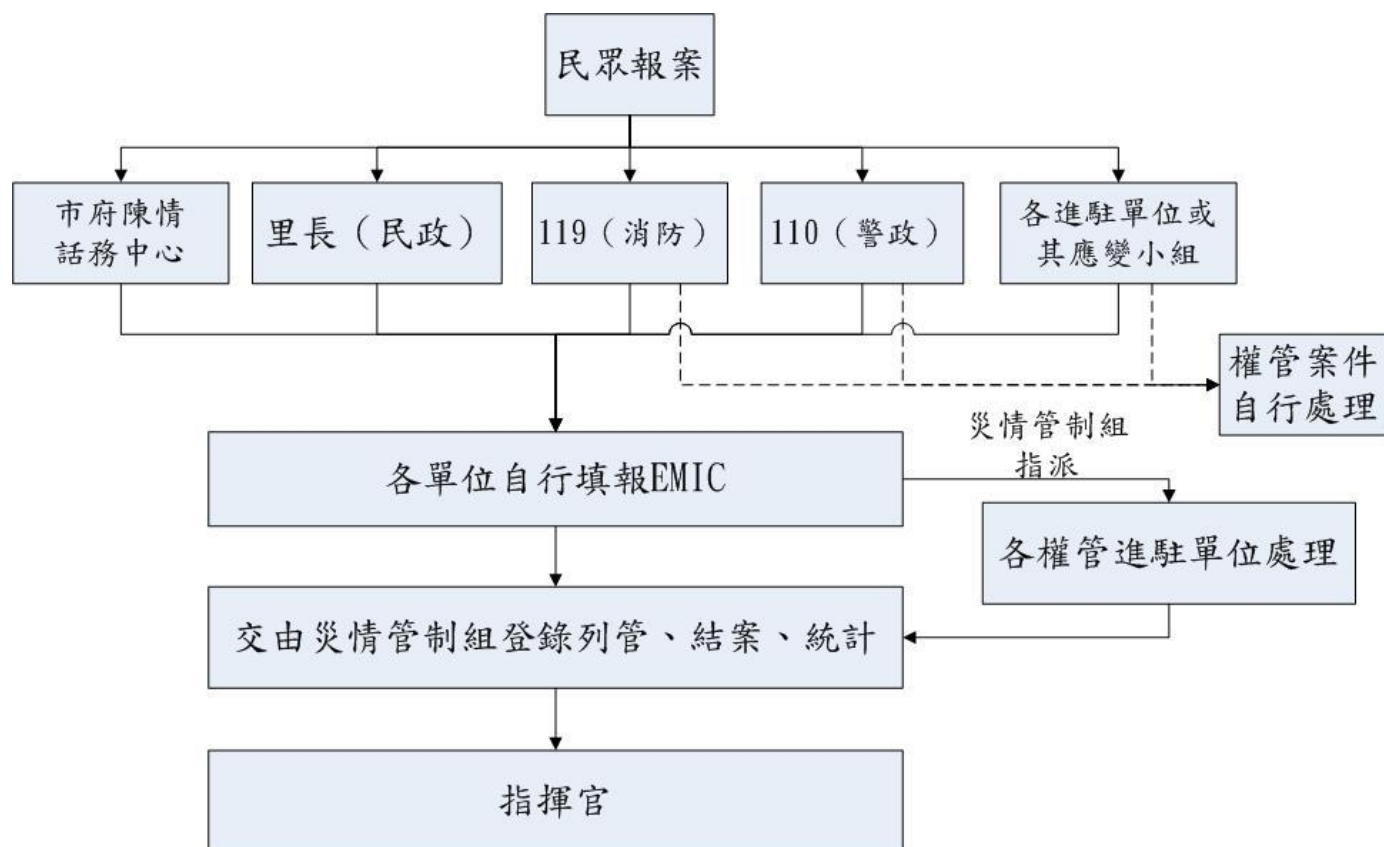 民眾報案
市府陳情
話務中心
里長（民政）
119（消防）
110（警政）
各進駐單位或
其應變小組
權管案件
自行處理
災情管制組
指派
各單位自行填報EMIC
各權管進駐單位處理
交由災情管制組登錄列管、結案、統計
指揮官